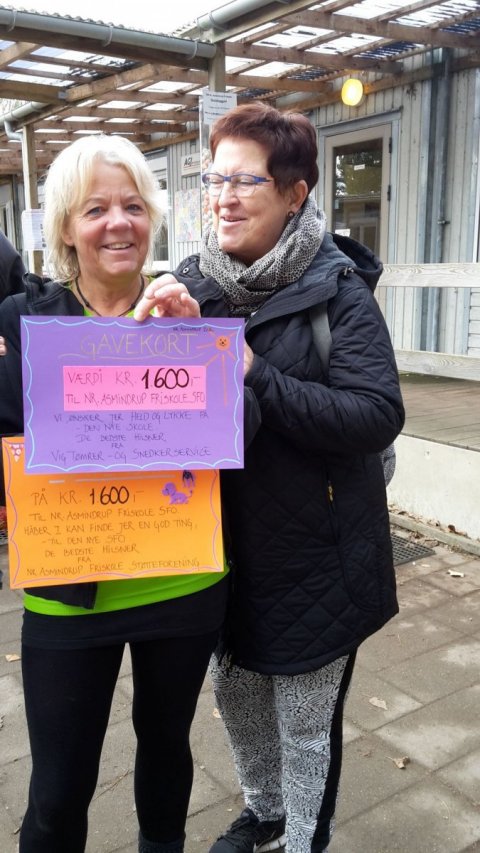 GAVEKORT
VÆRDI KR. 1600,-
TIL NR. ASMINDRUP FRISKOLE SFO
VI ØNSKER JER HELD OG LYKKE PÅ
- DEN NYE SKOLE.
DE BEDSTE HILSNER
FRA
VIG TØMRER- OG SNEDKERSERVICE
PÅ KR. 1600,-
TIL NR. ASMINDRUP FRISKOLE SFO.
HÅBER I KAN FINDE JER EN GOD TING,
- TIL DEN NYE SFO
DE BEDSTE HILSNER
FRA
NR. ASMINDRUP FRISKOLE STØTTEFORENING